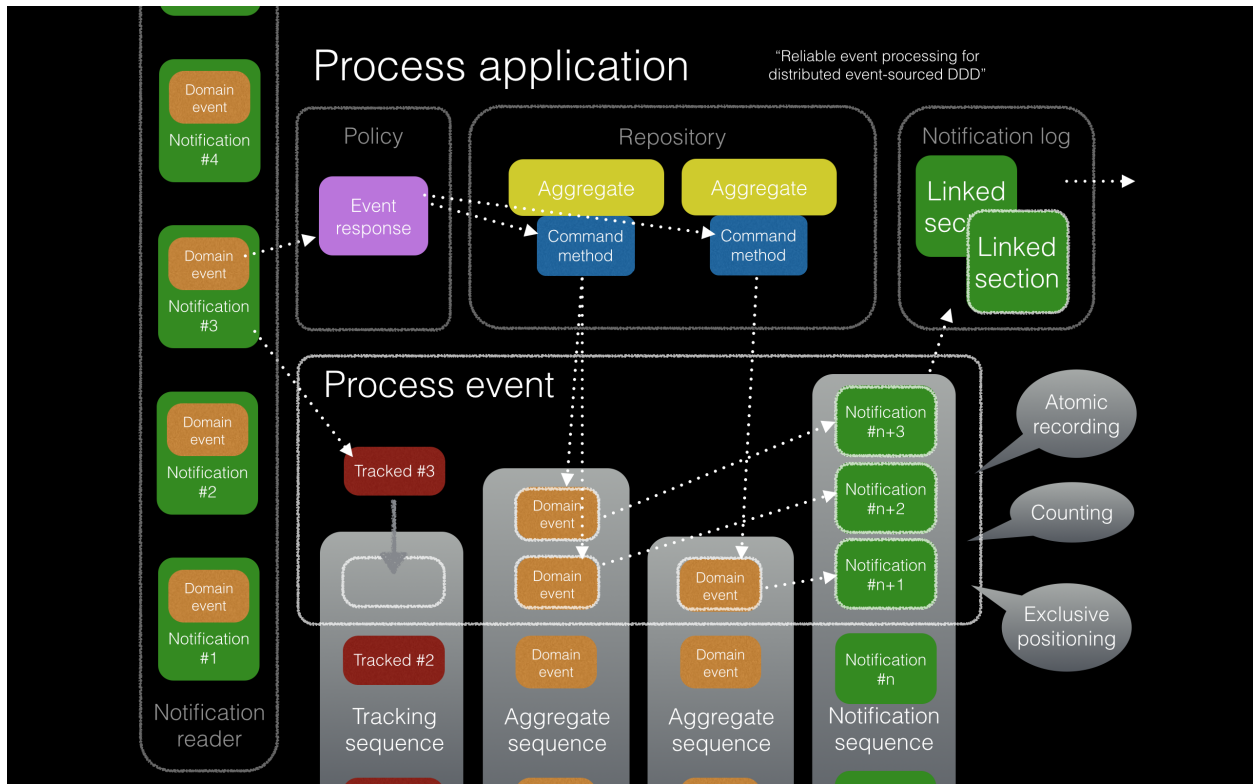 Process application
“Reliable event processing for
distributed event-sourced DDD”
Domain
event
Notification
#4
Domain
event
Notification
#3
Domain
event
Notification
#2
Domain
event
Notification
#1
Notification
reader
Policy
Event
response
Repository
Aggregate
Command
method
Aggregate
Command
method
Notification log
Linked
section
Linked
section
Process event
Tracked #3
Tracked #2
Tracking
sequence
Domain
event
Domain
event
Domain
event
Aggregate
sequence
Domain
event
Domain
event
Aggregate
sequence
Notification
#n+3
Notification
#n+2
Notification
#n+1
Notification
#n
Notification
sequence
Atomic
recording
Counting
Exclusive
positioning